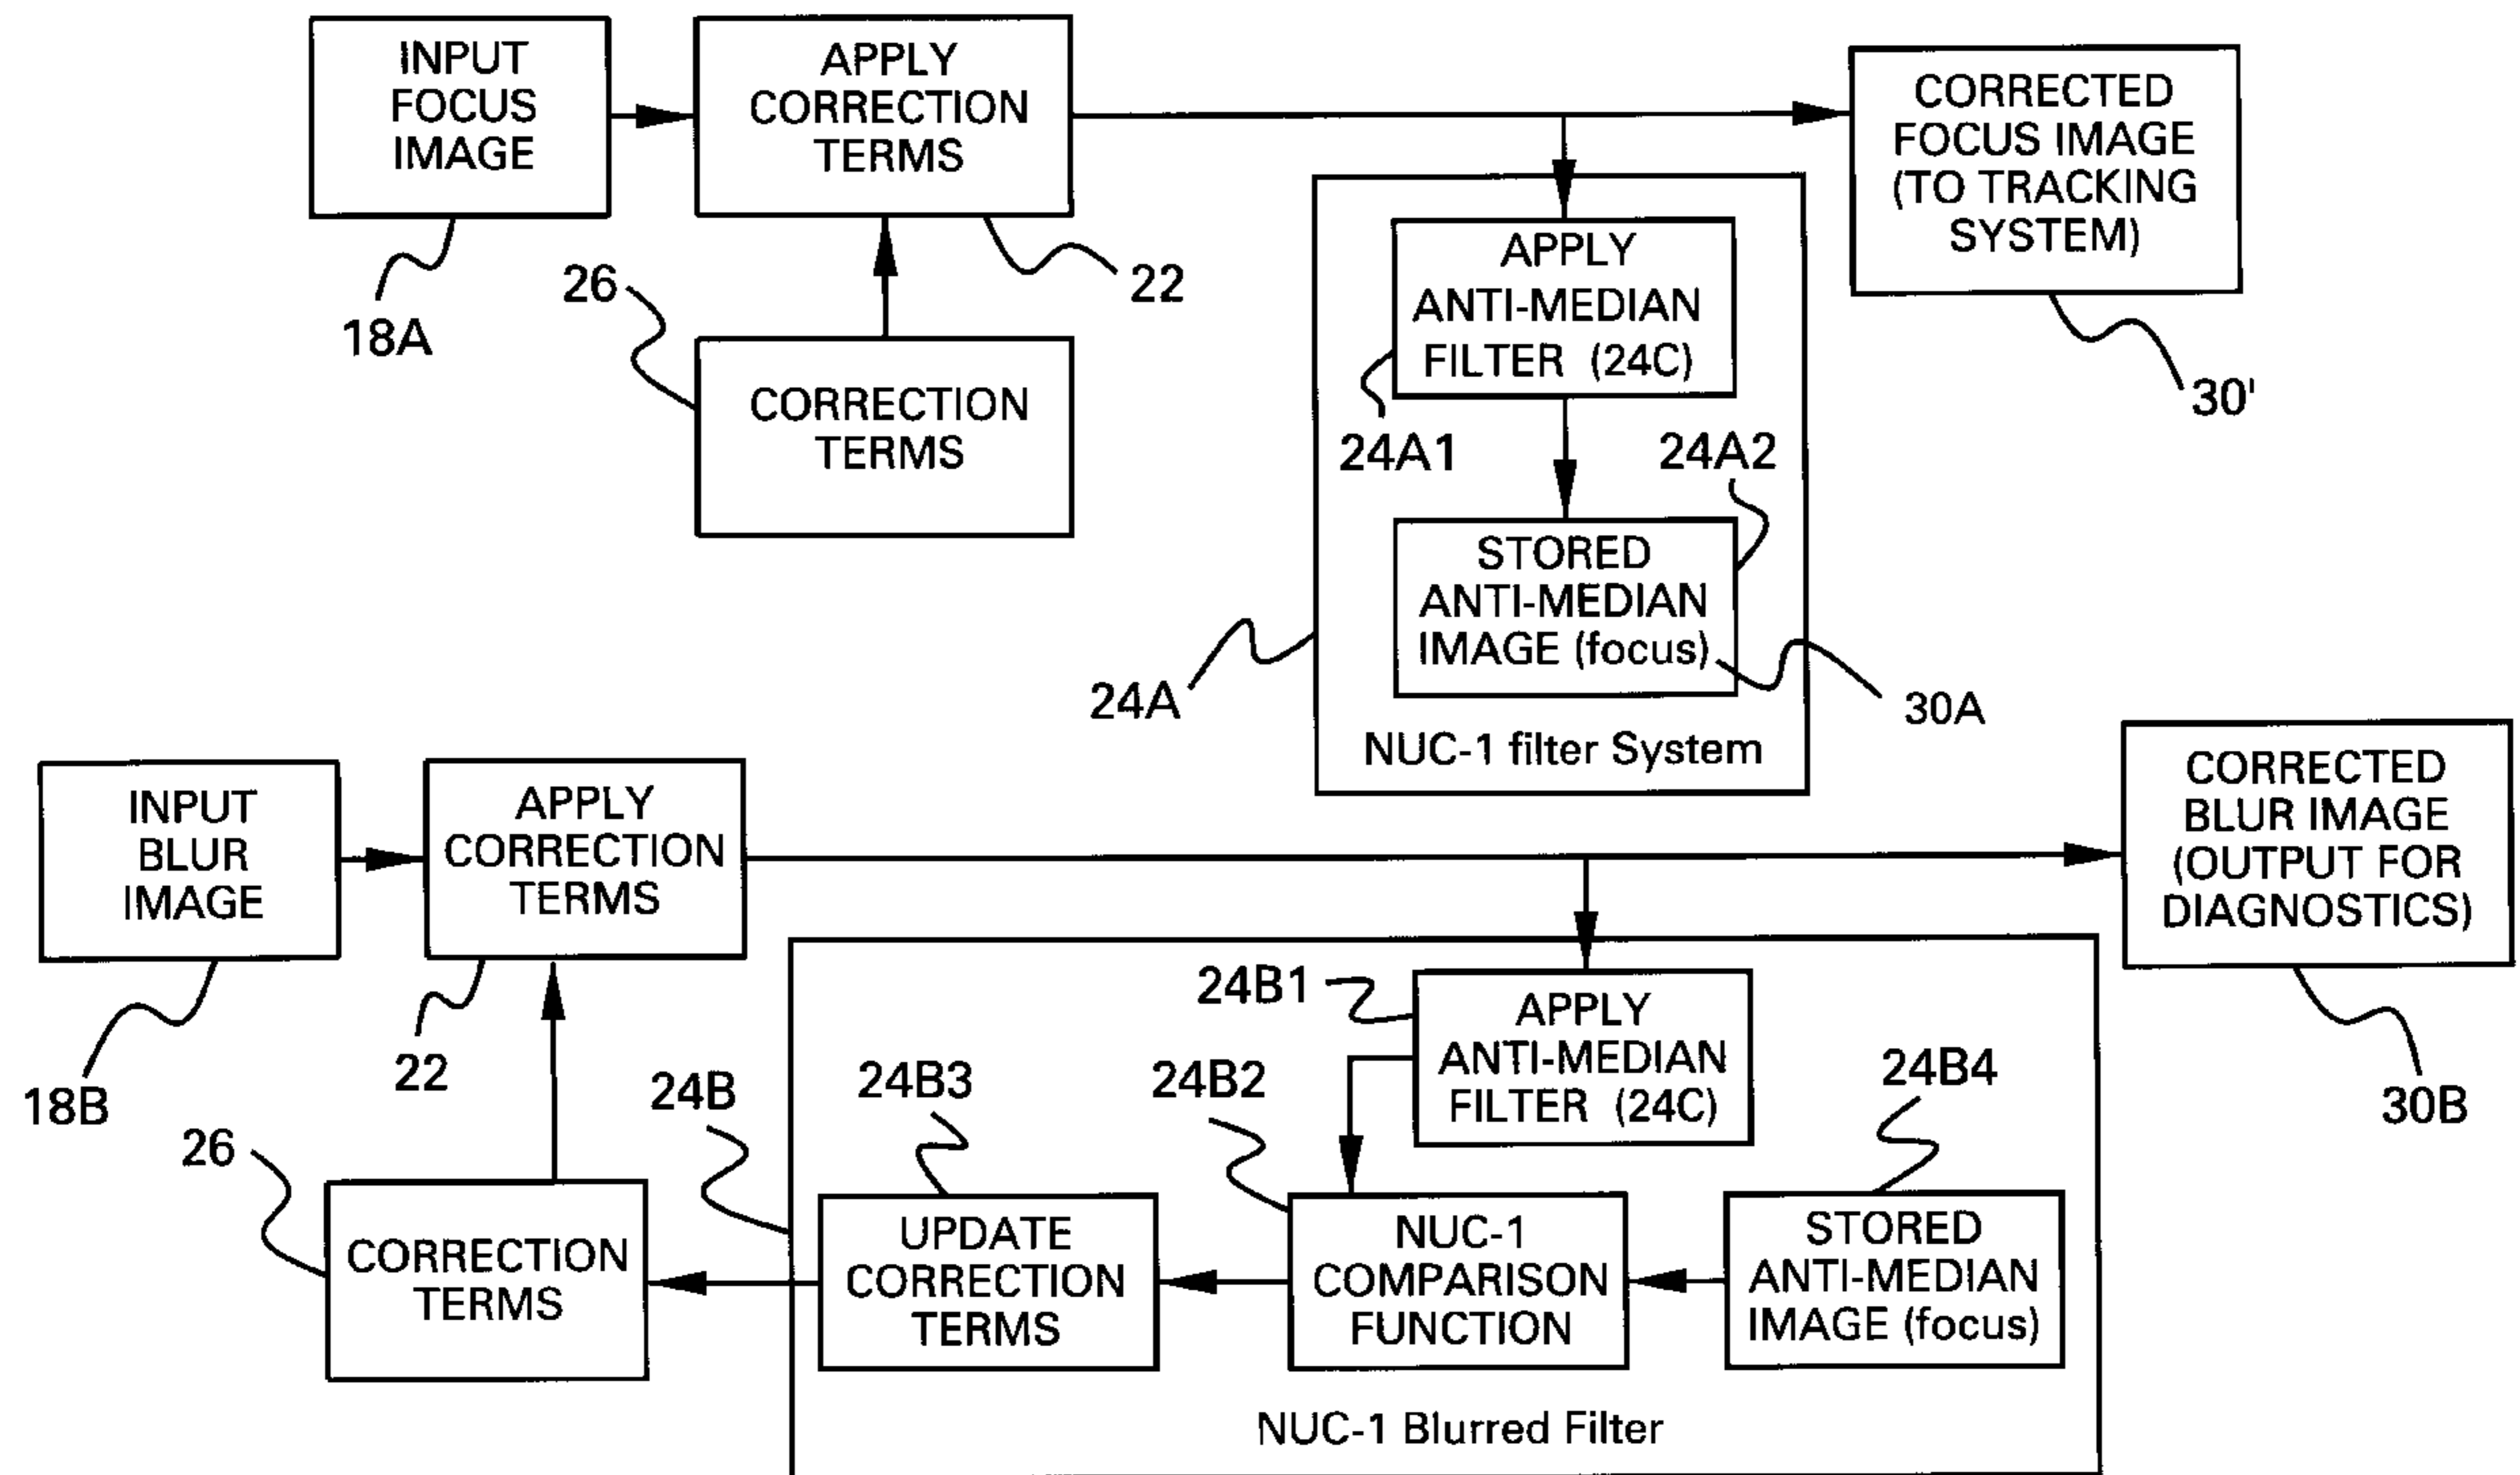 INPUT
FOCUS
IMAGE
18A
APPLY
CORRECTION
TERMS
22
26
CORRECTION
TERMS
CORRECTED
FOCUS IMAGE
(TO TRACKING
SYSTEM)
30'
APPLY
ANTI-MEDIAN
FILTER (24C)
24A1
24A2
STORED
ANTI-MEDIAN
IMAGE (focus)
24A
30A
NUC-1 filter System
INPUT
BLUR
IMAGE
18B
APPLY
CORRECTION
TERMS
22
CORRECTED
BLUR IMAGE
(OUTPUT FOR
DIAGNOSTICS)
30B
24B1
APPLY
ANTI-MEDIAN
FILTER (24C)
26
CORRECTION
TERMS
24B
24B3
UPDATE
CORRECTION
TERMS
24B2
NUC-1
COMPARISON
FUNCTION
24B4
STORED
ANTI-MEDIAN
IMAGE (focus)
NUC-1 Blurred Filter